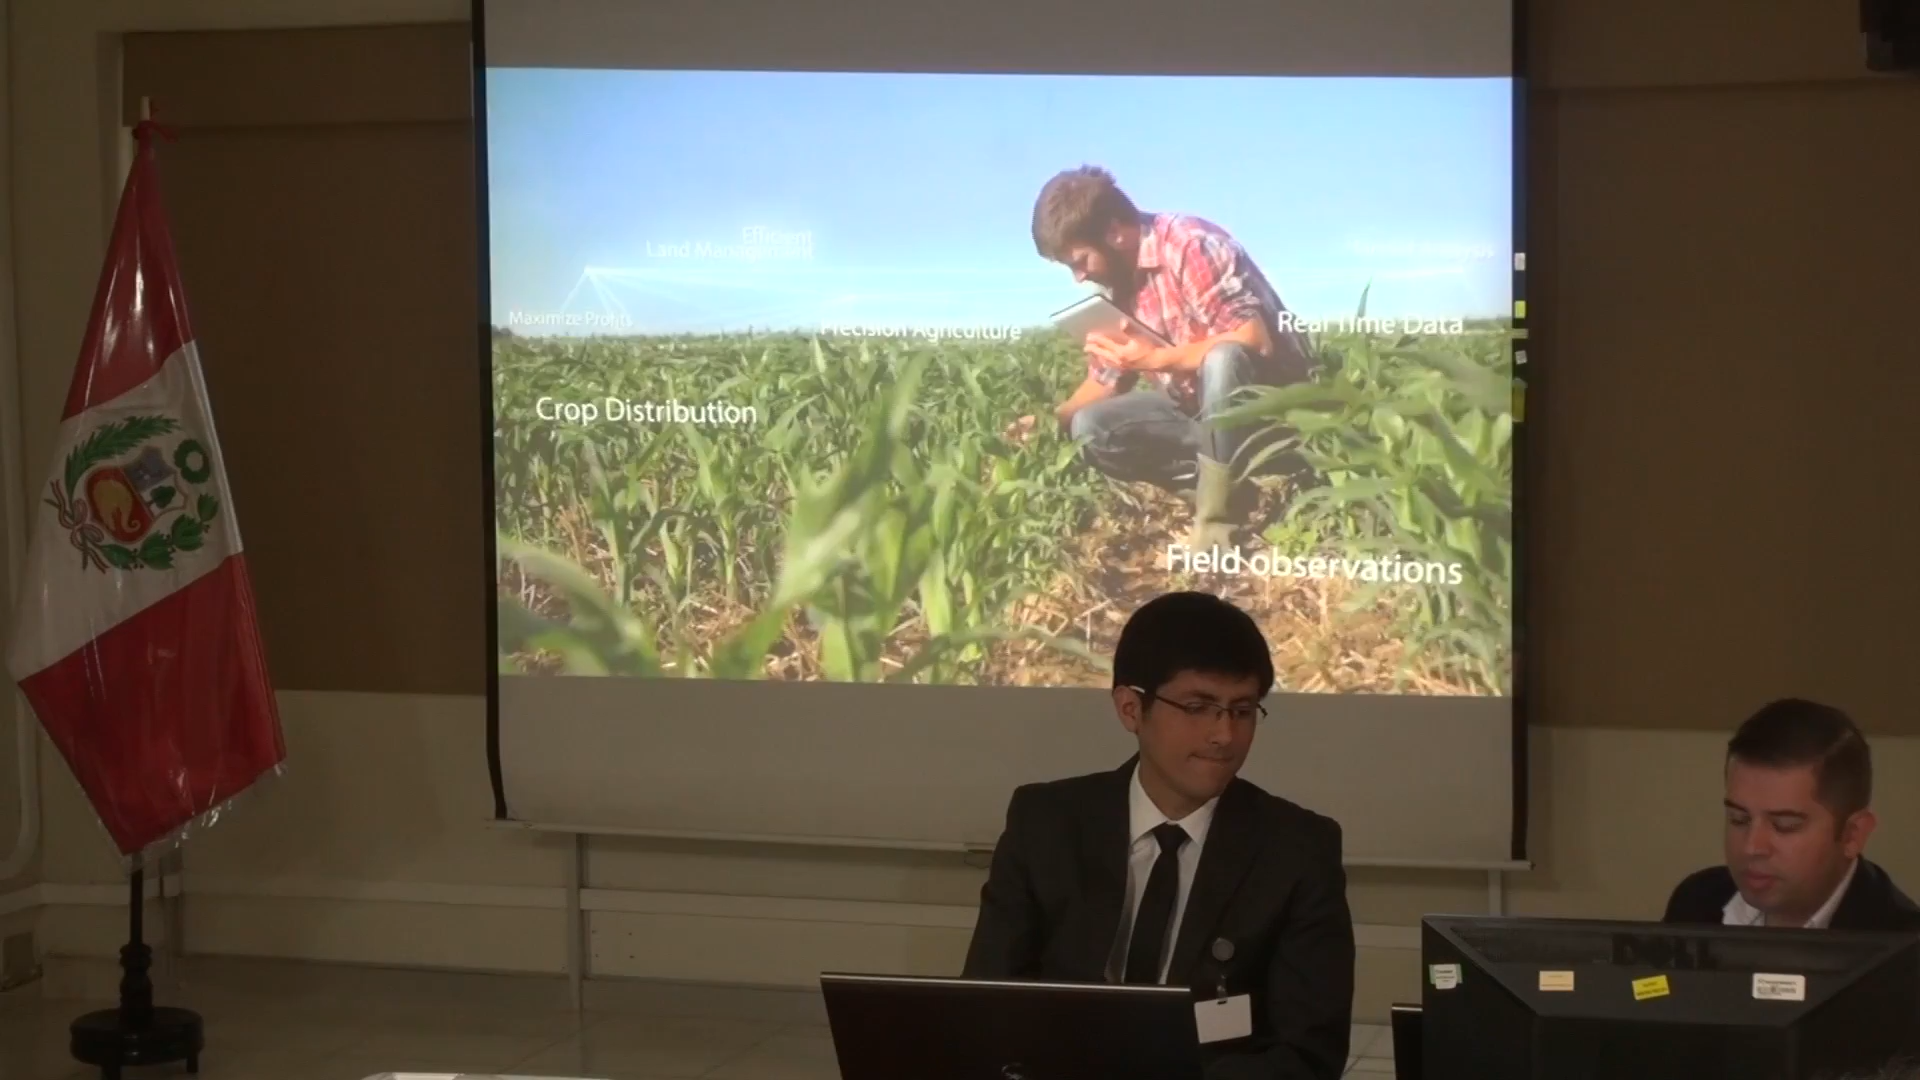 Efficient
Land Management
Maximize Profits
Precision Agriculture
Real Time Data
Crop Distribution
Field observations